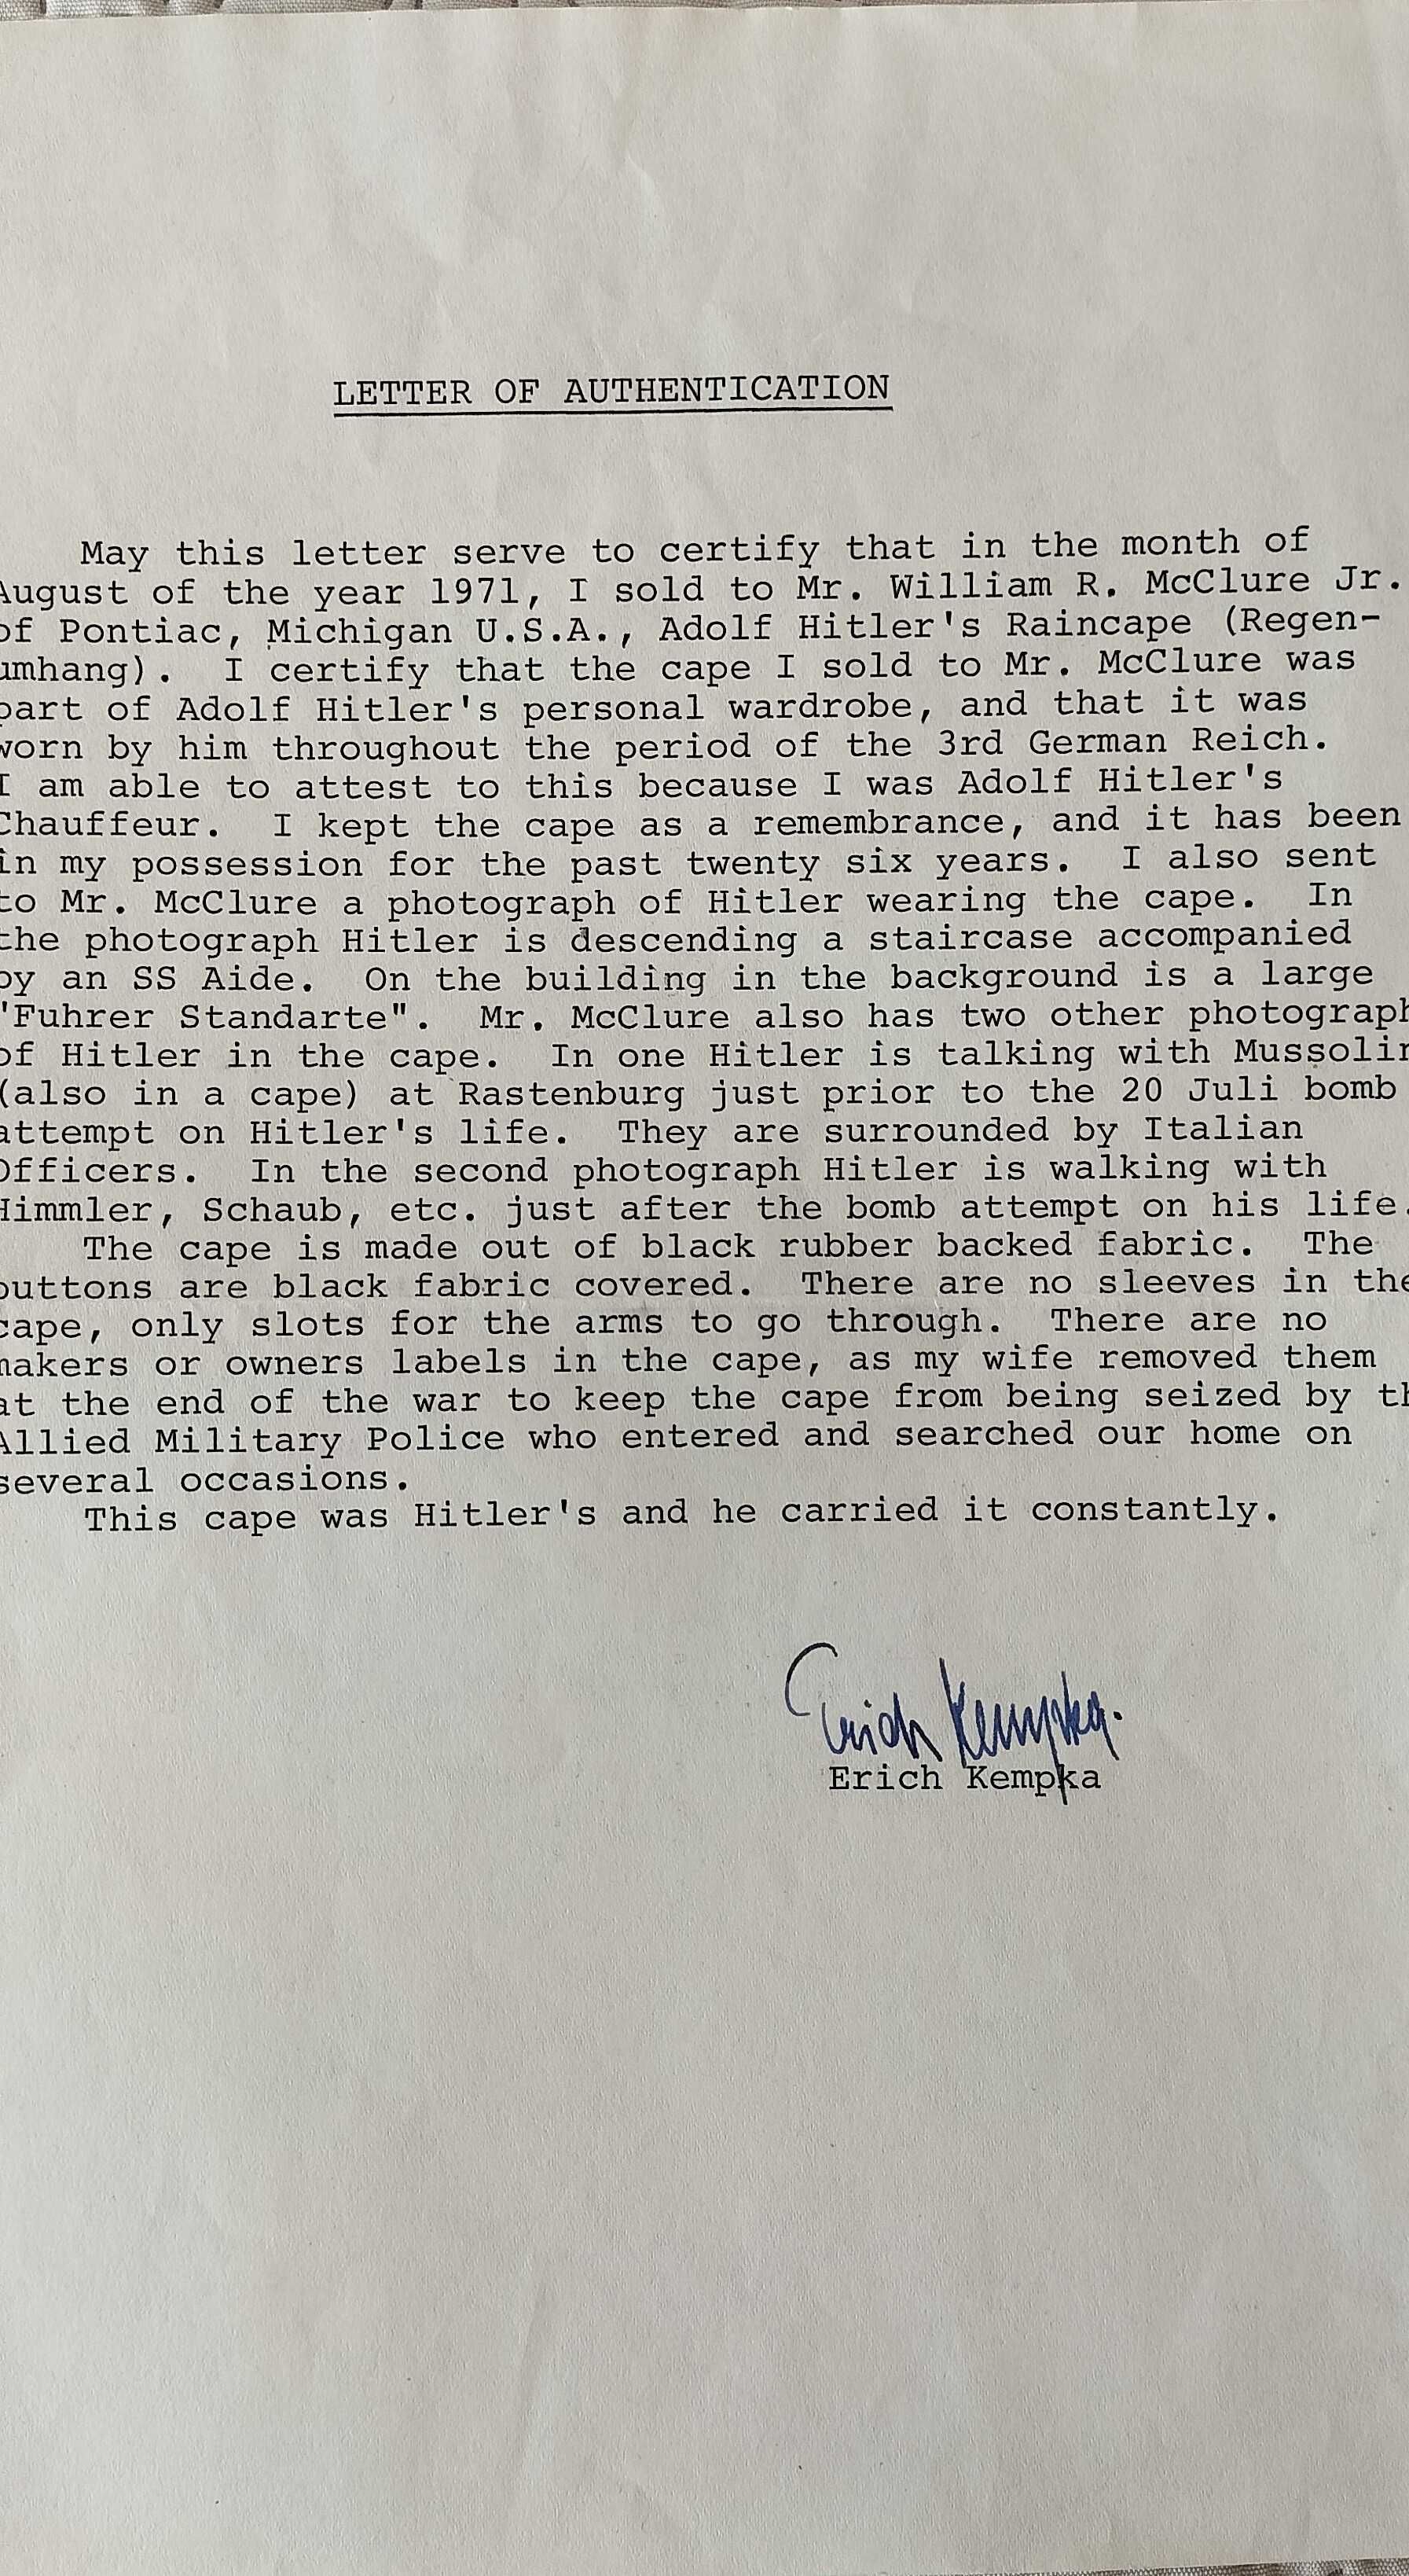 LETTER OF AUTHENTICATION
May this letter serve to certify that in the month of
August of the year 1971, I sold to Mr. William R. McClure Jr.
of Pontiac, Michigan U.S.A., Adolf Hitler's Raincape (Regen-
umhang). I certify that the cape I sold to Mr. McClure was
part of Adolf Hitler's personal wardrobe, and that it was
worn by him throughout the period of the 3rd German Reich.
I am able to attest to this because I was Adolf Hitler's
Chauffeur. I kept the cape as a remembrance, and it has been
in my possession for the past twenty six years. I also sent
to Mr. McClure a photograph of Hitler wearing the cape. In
the photograph Hitler is descending a staircase accompanied
by an SS Aide. On the building in the background is a large
"Fuhrer Standarte". Mr. McClure also has two other photograph
of Hitler in the cape. In one Hitler is talking with Mussolin
(also in a cape) at Rastenburg just prior to the 20 Juli bomb
attempt on Hitler's life. They are surrounded by Italian
Officers. In the second photograph Hitler is walking with
Himmler, Schaub, etc. just after the bomb attempt on his life.
The cape is made out of black rubber backed fabric. The
buttons are black fabric covered. There are no sleeves in the
cape, only slots for the arms to go through. There are no
makers or owners labels in the cape, as my wife removed them
at the end of the war to keep the cape from being seized by th
Allied Military Police who entered and searched our home on
several occasions.
This cape was Hitler's and he carried it constantly.
Erich Kempka.
Erich Kempka